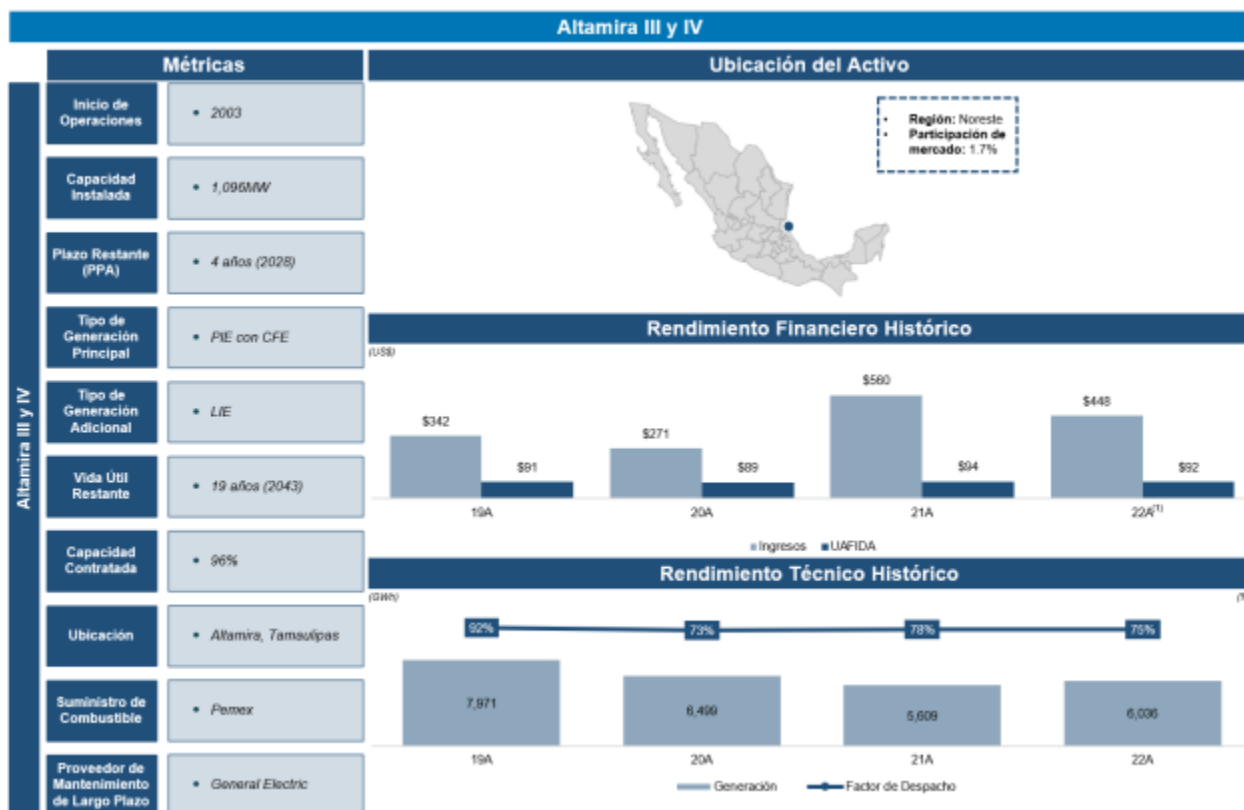 Altamira III y IV
Métricas
Altamira III y IV
Inicio de
Operaciones
• 2003
Capacidad
Instalada
• 1,096MW
Plazo Restante
(PPA)
• 4 años (2028)
Tipo de
Generación
Principal
• PIE con CFE
Tipo de
Generación
Adicional
• LIE
Vida Útil
Restante
• 19 años (2043)
Capacidad
Contratada
• 96%
Ubicación
• Altamira, Tamaulipas
Suministro de
Combustible
• Pemex
Proveedor de
Mantenimiento
de Largo Plazo
• General Electric
Ubicación del Activo
• Región: Noreste
• Participación de
mercado: 1.7%
Rendimiento Financiero Histórico
(US$)
$342
$91
$271
$89
$560
$94
$448
$92
19A
20A
21A
22A(1)
Ingresos
UAFIDA
Rendimiento Técnico Histórico
(GWh)
92%
73%
78%
75%
7,971
6,499
5,609
6,036
19A
20A
21A
22A
Generación
Factor de Despacho